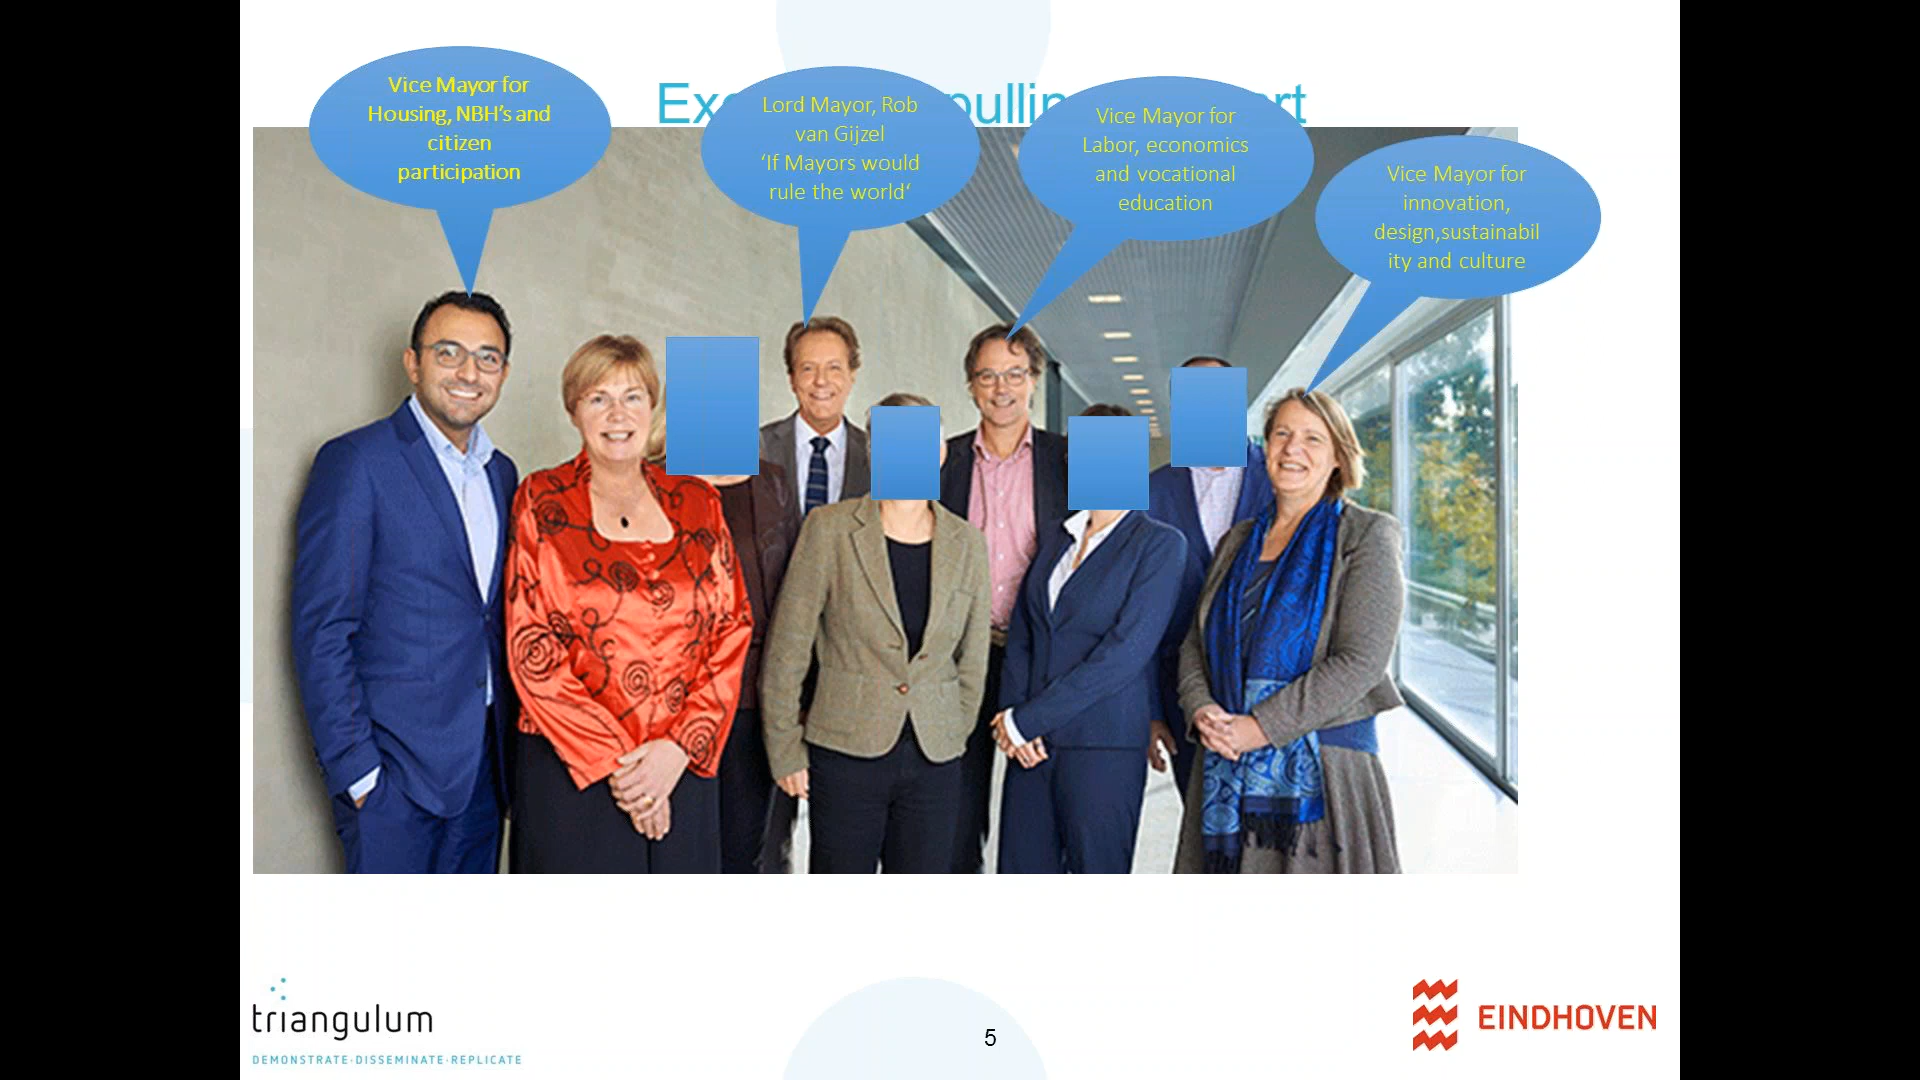 Vice Mayor for
Housing, NBH's and
citizen
participation
Lord Mayor, Rob
van Gijzel
‘If Mayors would
rule the world‘
Vice Mayor for
Labor, economics
and vocational
education
Vice Mayor for
innovation,
design,sustainabil
ity and culture
triangulum
DEMONSTRATE·DISSEMINATE·REPLICATE
5
EINDHOVEN